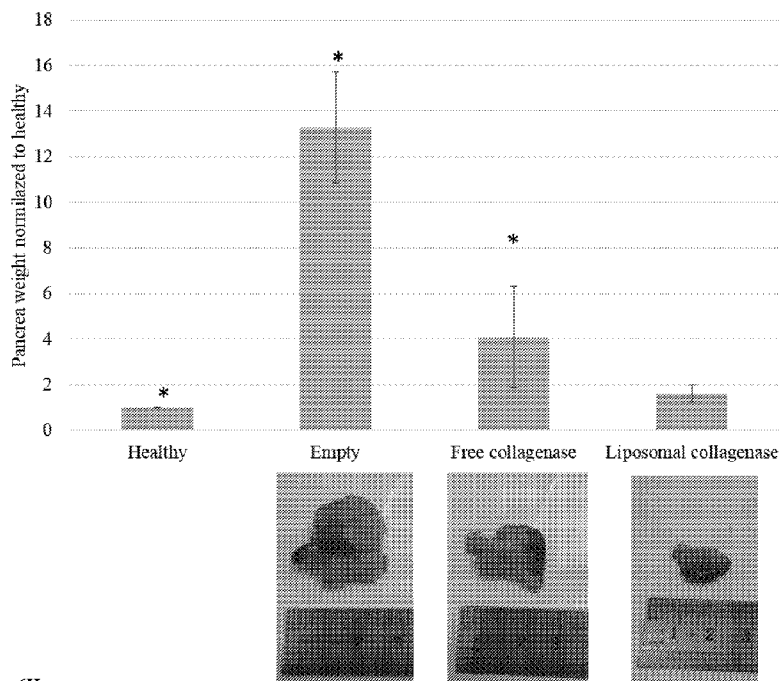 Pancrea weight normilazed to healthy
18
16
14
12
10
8
6
4
2
0
*
*
*
Healthy
Empty
Free collagenase
Liposomal collagenase
1 2 3